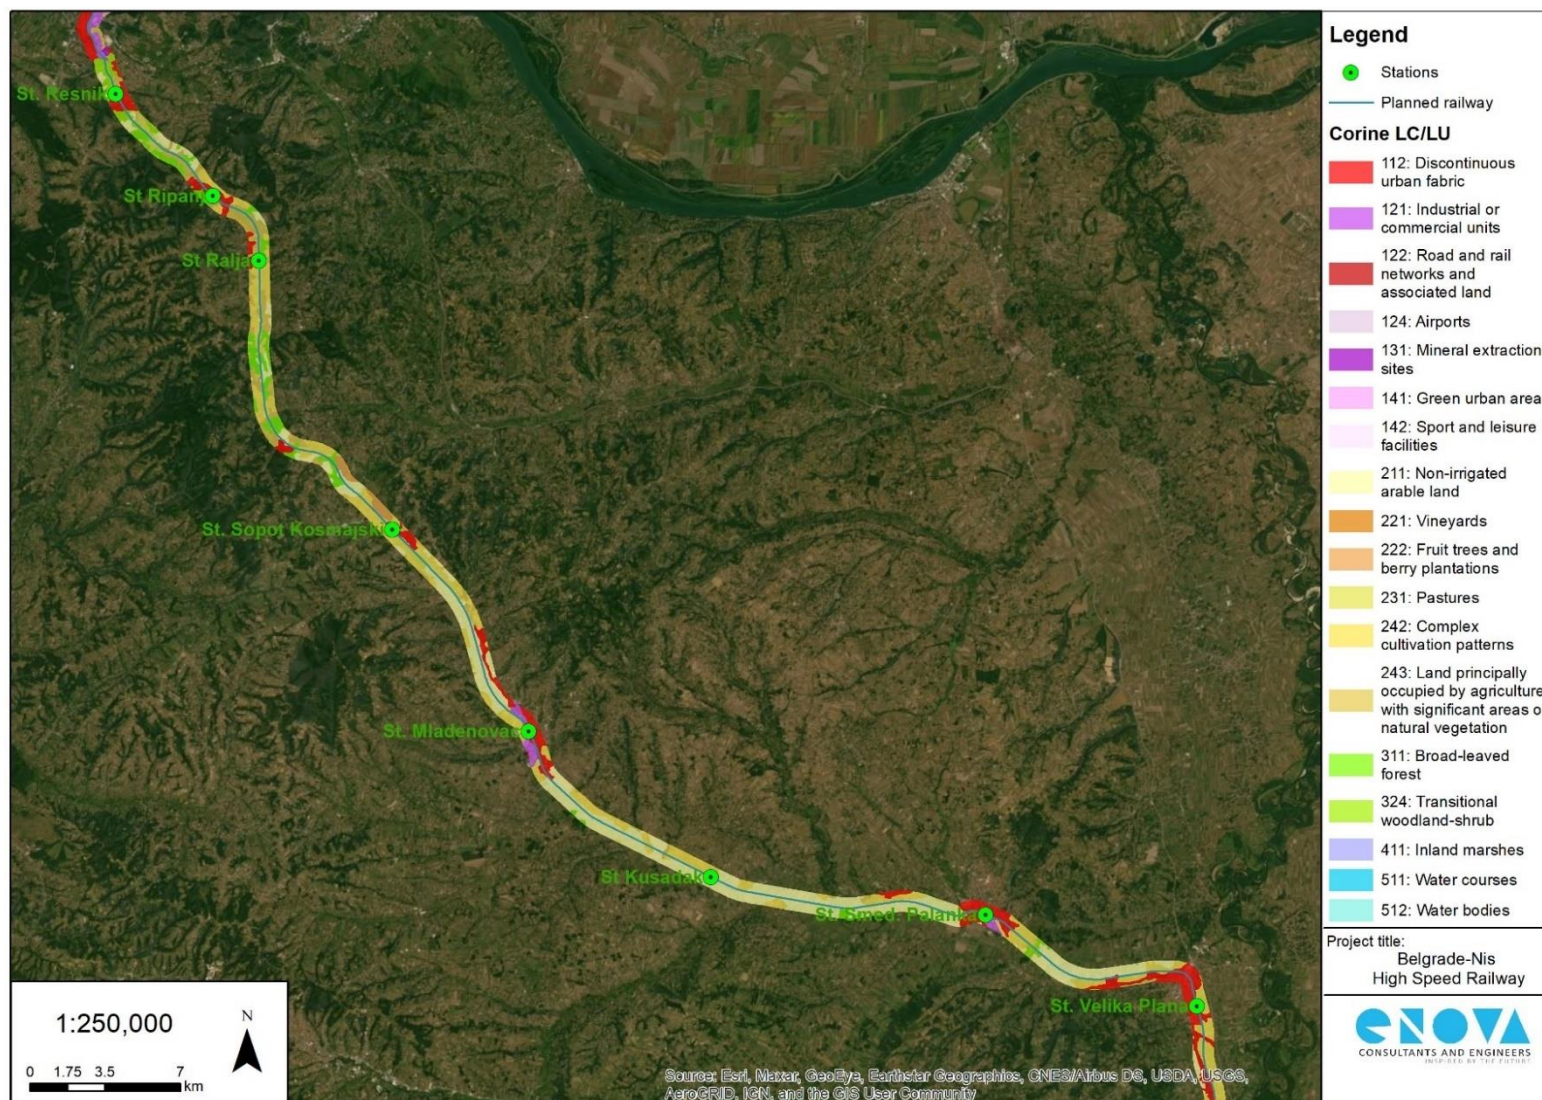 St. Resnik
St Ripanj
St Ralja
St. Sopot Kosmajski
St. Mladenovac
St Kusadak
St. Smed. Palanka
St. Velika Plana
1:250,000
N
0 1.75 3.5 7
km
Source: Esri, Maxar, GeoEye, Earthstar Geographics, CNES/Airbus DS, USDA, USGS,
AeroGRID, IGN, and the GIS User Community
Legend
Stations
Planned railway
Corine LC/LU
112: Discontinuous
urban fabric
121: Industrial or
commercial units
122: Road and rail
networks and
associated land
124: Airports
131: Mineral extraction
sites
141: Green urban area
142: Sport and leisure
facilities
211: Non-irrigated
arable land
221: Vineyards
222: Fruit trees and
berry plantations
231: Pastures
242: Complex
cultivation patterns
243: Land principally
occupied by agriculture
with significant areas o
natural vegetation
311: Broad-leaved
forest
324: Transitional
woodland-shrub
411: Inland marshes
511: Water courses
512: Water bodies
Project title:
Belgrade-Nis
High Speed Railway
eNOVA
CONSULTANTS AND ENGINEERS
INSPIRED BY THE FUTURE